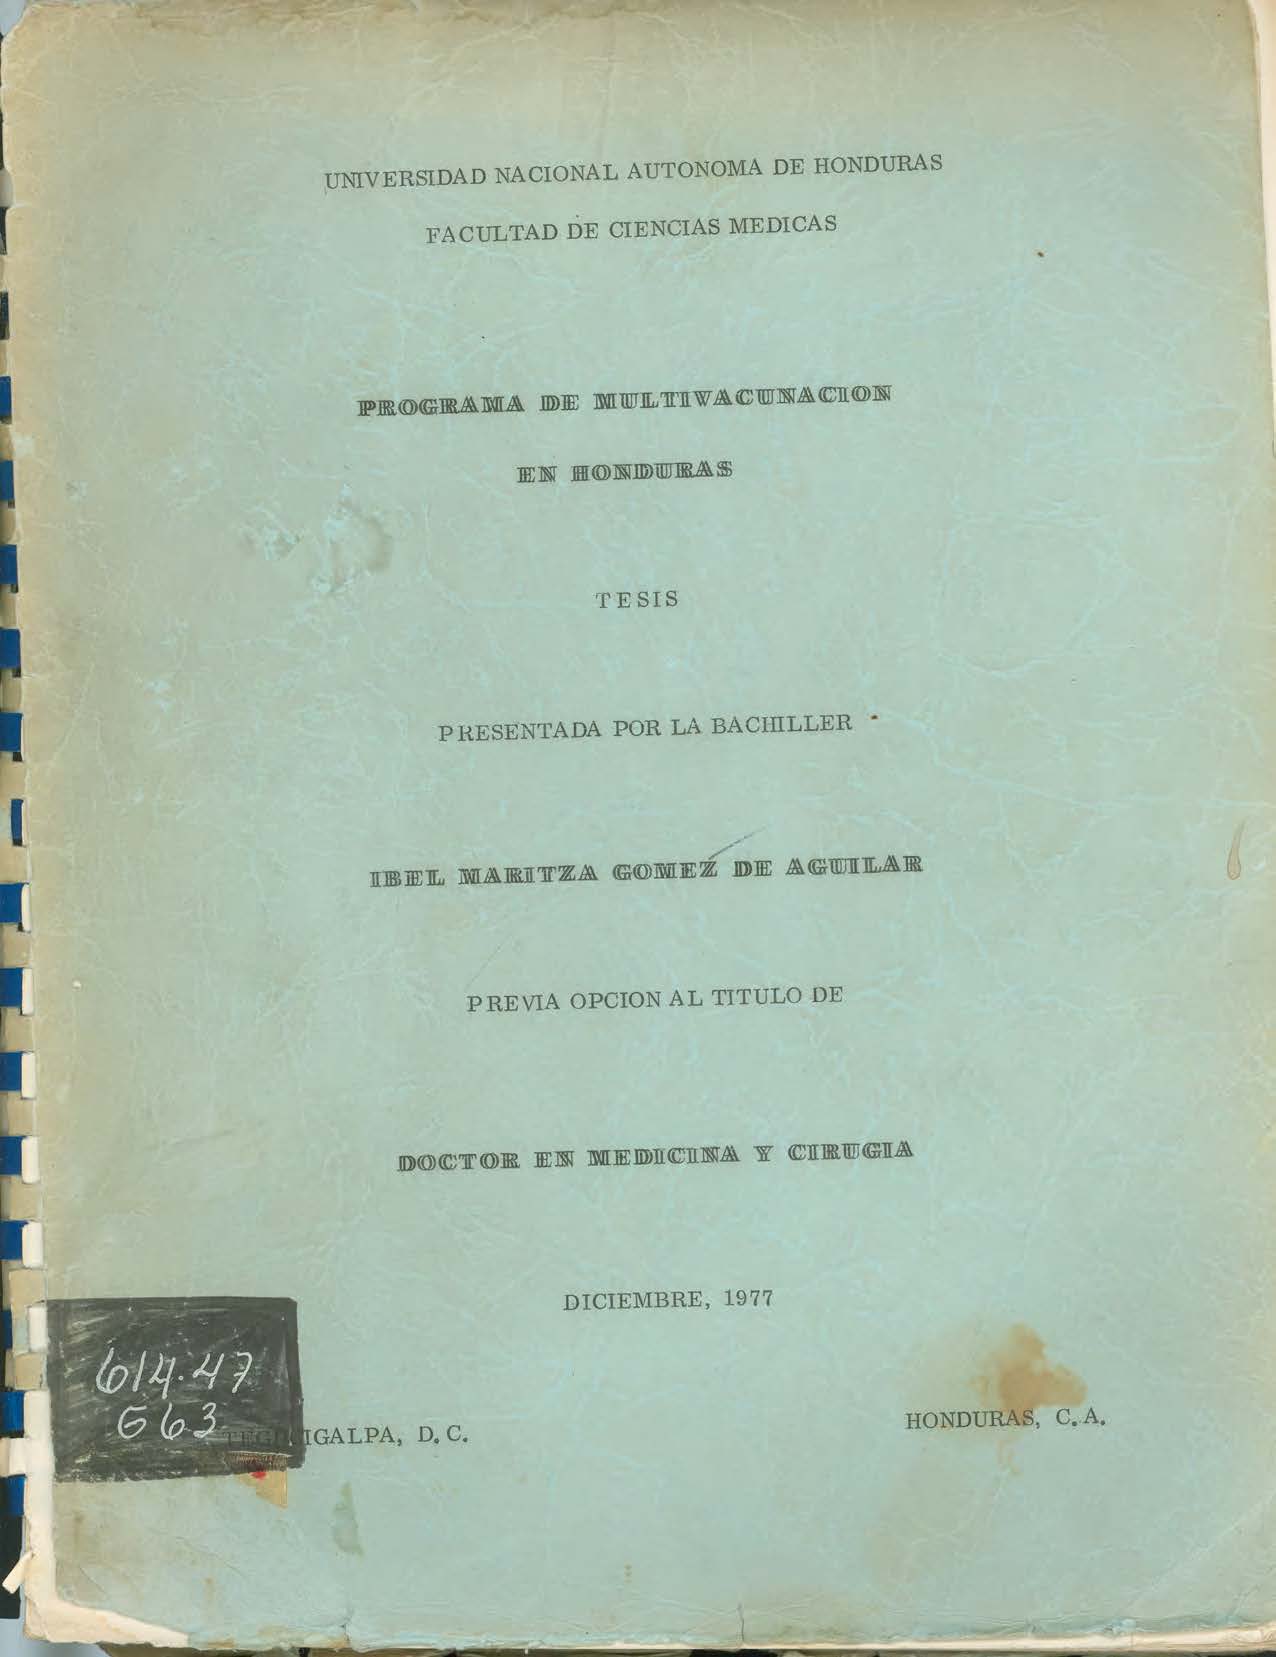 UNIVERSIDAD NACIONAL AUTONOMA DE HONDURAS
FACULTAD DE CIENCIAS MEDICAS
PROGRAMA DE MULTIVACUNACION
EN HONDURAS
TESIS
PRESENTADA POR LA BACHILLER
IBEL MARITZA GOMEZ DE AGUILAR
PREVIA OPCION AL TITULO DE
DOCTOR EN MEDICINA Y CIRUGIA
DICIEMBRE, 1977
614.47
G63
TEGUCIGALPA, D.C.
HONDURAS, C.A.